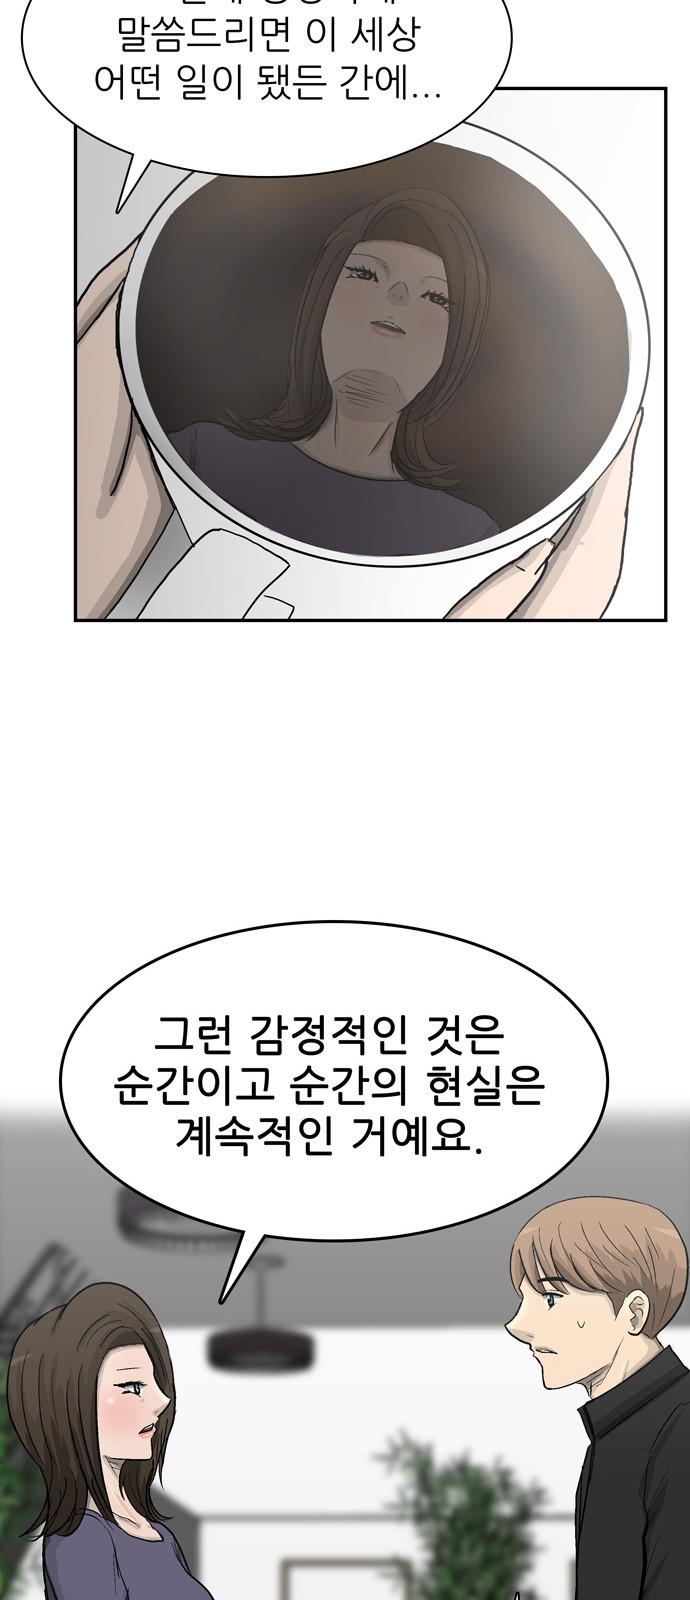 말씀드리면 이 세상
어떤 일이 됐든 간에...
그런 감정적인 것은
순간이고 순간의 현실은
계속적인 거예요.